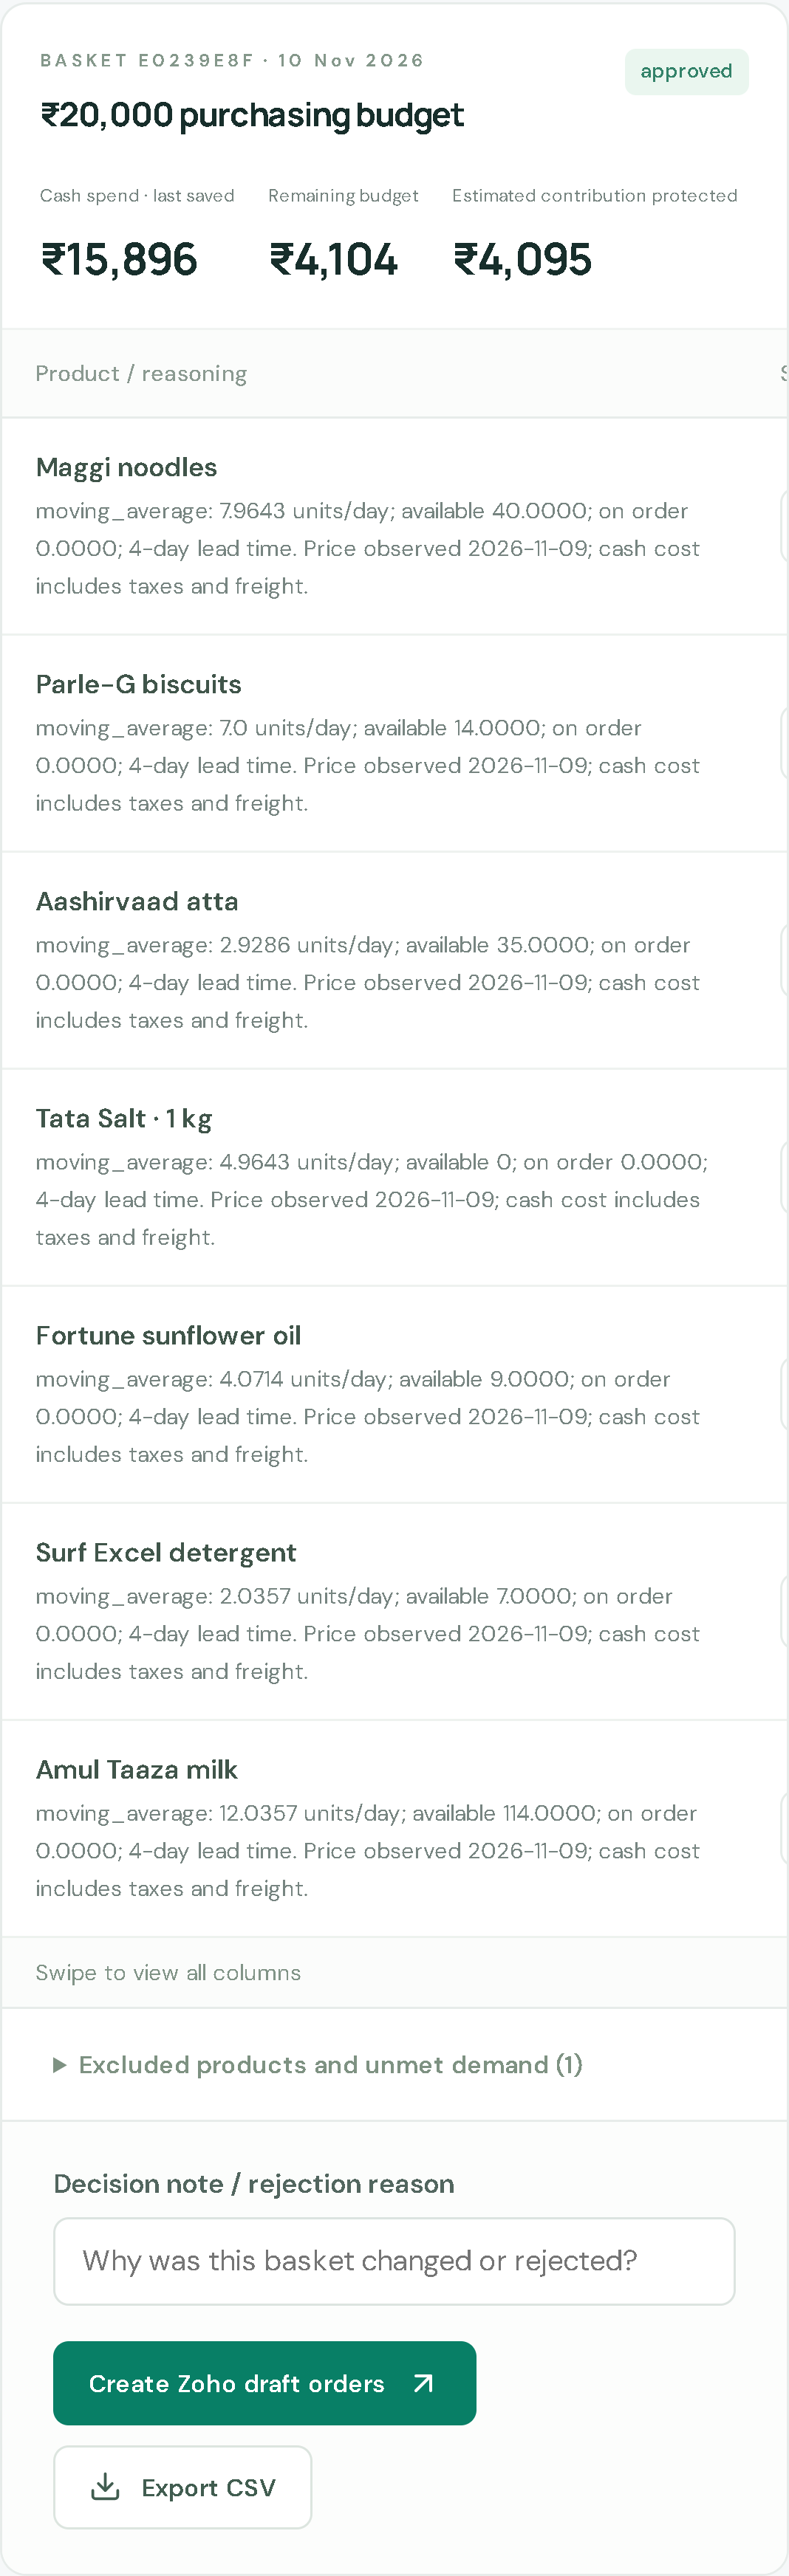 BASKET E0239E8F · 10 Nov 2026
approved
₹20,000 purchasing budget
Cash spend · last saved
Remaining budget
Estimated contribution protected
₹15,896
₹4,104
₹4,095
Product / reasoning
Maggi noodles
moving_average: 7.9643 units/day; available 40.0000; on order
0.0000; 4-day lead time. Price observed 2026-11-09; cash cost
includes taxes and freight.
Parle-G biscuits
moving_average: 7.0 units/day; available 14.0000; on order
0.0000; 4-day lead time. Price observed 2026-11-09; cash cost
includes taxes and freight.
Aashirvaad atta
moving_average: 2.9286 units/day; available 35.0000; on order
0.0000; 4-day lead time. Price observed 2026-11-09; cash cost
includes taxes and freight.
Tata Salt · 1 kg
moving_average: 4.9643 units/day; available 0; on order 0.0000;
4-day lead time. Price observed 2026-11-09; cash cost includes
taxes and freight.
Fortune sunflower oil
moving_average: 4.0714 units/day; available 9.0000; on order
0.0000; 4-day lead time. Price observed 2026-11-09; cash cost
includes taxes and freight.
Surf Excel detergent
moving_average: 2.0357 units/day; available 7.0000; on order
0.0000; 4-day lead time. Price observed 2026-11-09; cash cost
includes taxes and freight.
Amul Taaza milk
moving_average: 12.0357 units/day; available 114.0000; on order
0.0000; 4-day lead time. Price observed 2026-11-09; cash cost
includes taxes and freight.
Swipe to view all columns
Excluded products and unmet demand (1)
Decision note / rejection reason
Why was this basket changed or rejected?
Create Zoho draft orders
Export CSV